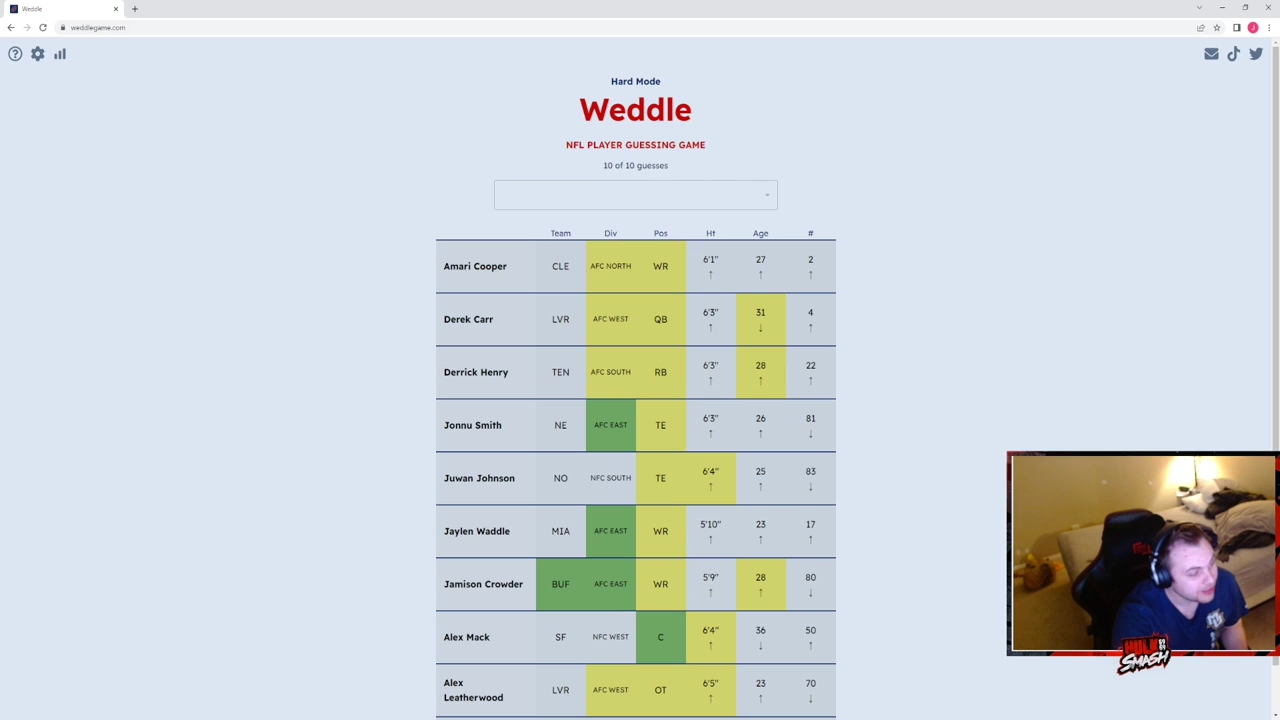 Weddle
weddlegame.com
J
Hard Mode
Weddle
NFL PLAYER GUESSING GAME
10 of 10 guesses
Team Div Pos Ht Age #
Amari Cooper CLE AFC NORTH WR 6'1" ↑ 27 ↑ 2 ↑
Derek Carr LVR AFC WEST QB 6'3" ↑ 31 ↓ 4 ↑
Derrick Henry TEN AFC SOUTH RB 6'3" ↑ 28 ↑ 22 ↑
Jonnu Smith NE AFC EAST TE 6'3" ↑ 26 ↑ 81 ↓
Juwan Johnson NO NFC SOUTH TE 6'4" ↑ 25 ↑ 83 ↓
Jaylen Waddle MIA AFC EAST WR 5'10" ↑ 23 ↑ 17 ↑
Jamison Crowder BUF AFC EAST WR 5'9" ↑ 28 ↑ 80 ↓
Alex Mack SF NFC WEST C 6'4" ↑ 36 ↓ 50 ↑
Alex Leatherwood LVR AFC WEST OT 6'5" ↑ 23 ↑ 70 ↓
HULK
SMASH